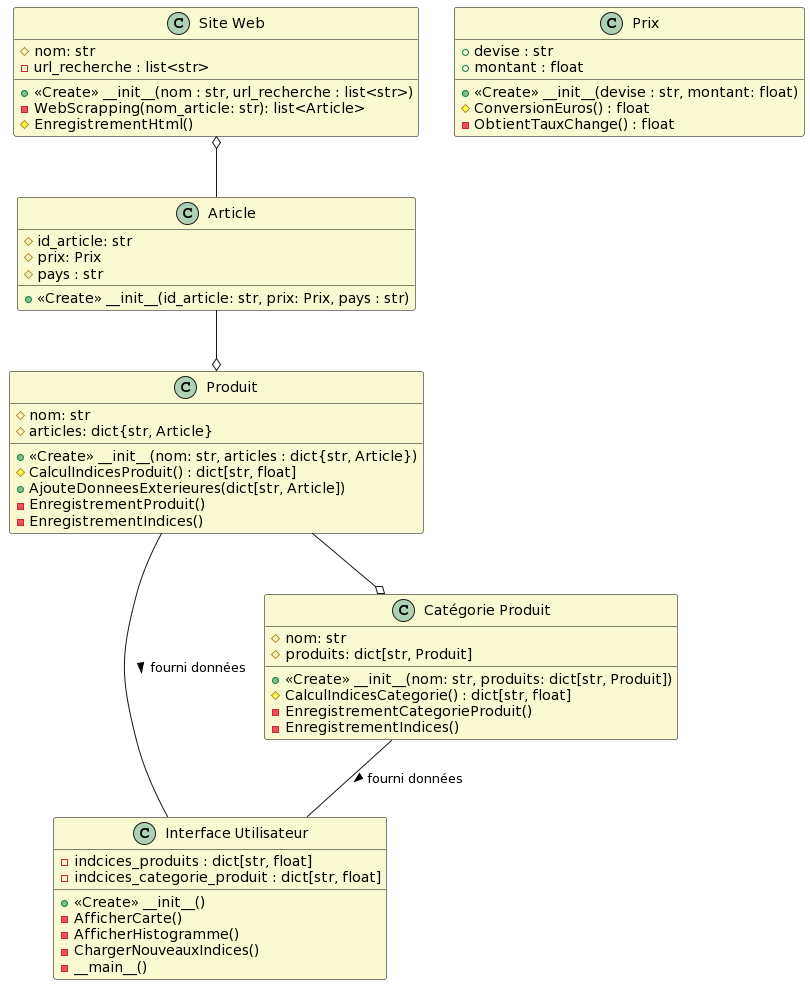 C Site Web
nom: str
url_recherche : list<str>
«Create» __init__(nom : str, url_recherche : list<str>)
WebScrapping(nom_article: str): list<Article>
EnregistrementHtml()
C Prix
devise : str
montant : float
«Create» __init__(devise : str, montant: float)
ConversionEuros() : float
ObtientTauxChange() : float
C Article
id_article: str
prix: Prix
pays : str
«Create» __init__(id_article: str, prix: Prix, pays : str)
C Produit
nom: str
articles: dict{str, Article}
«Create» __init__(nom: str, articles : dict{str, Article})
CalculIndicesProduit() : dict[str, float]
AjouteDonneesExterieures(dict[str, Article])
EnregistrementProduit()
EnregistrementIndices()
C Catégorie Produit
nom: str
produits: dict[str, Produit]
«Create» __init__(nom: str, produits: dict[str, Produit])
CalculIndicesCategorie() : dict[str, float]
EnregistrementCategorieProduit()
EnregistrementIndices()
fourni données
fourni données
C Interface Utilisateur
indcices_produits : dict[str, float]
indcices_categorie_produit : dict[str, float]
«Create» __init__()
AfficherCarte()
AfficherHistogramme()
ChargerNouveauxIndices()
__main__()